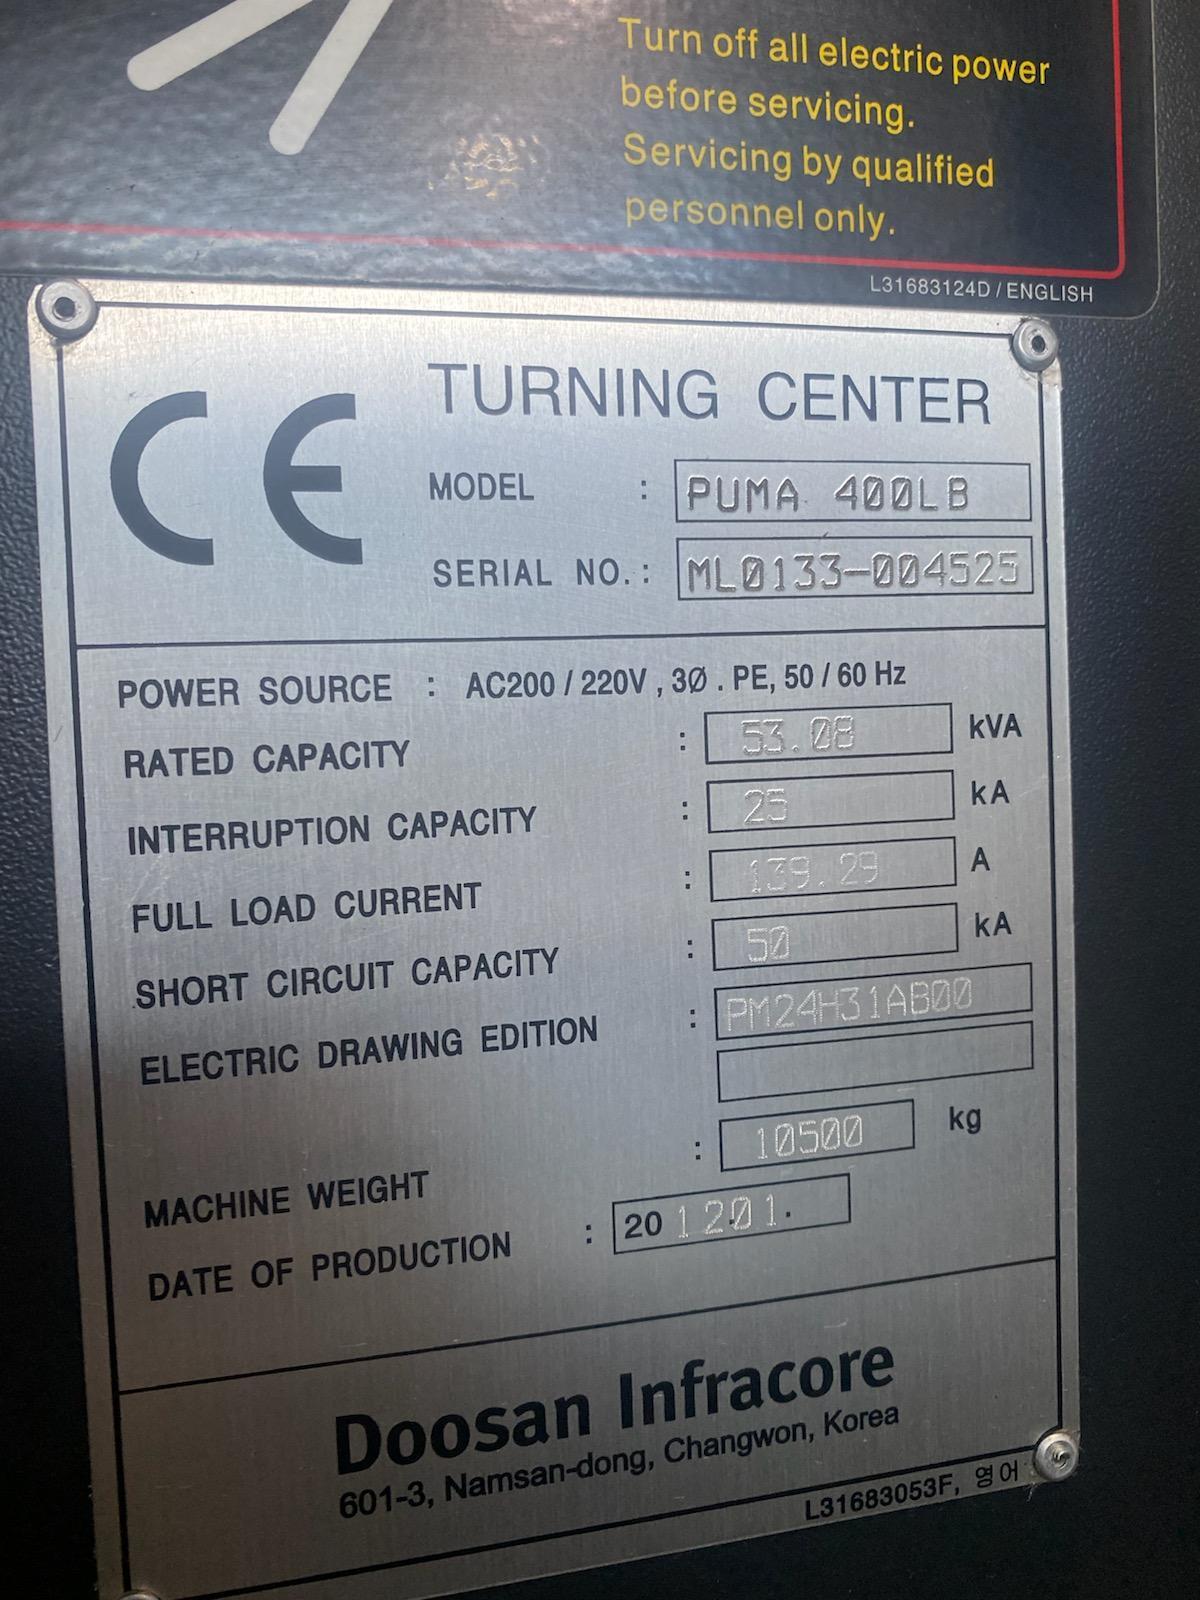 Turn off all electric power
before servicing.
Servicing by qualified
personnel only.
L31683124D / ENGLISH
CE
TURNING CENTER
MODEL : PUMA 400LB
SERIAL NO. : ML0133-004525
POWER SOURCE : AC200 / 220V , 3Ø . PE, 50 / 60 Hz
RATED CAPACITY : 53.08 kVA
INTERRUPTION CAPACITY : 25 kA
FULL LOAD CURRENT : 139.29 A
SHORT CIRCUIT CAPACITY : 50 kA
ELECTRIC DRAWING EDITION : PM24H31AB00
MACHINE WEIGHT : 10500 kg
DATE OF PRODUCTION : 20 12.01.
Doosan Infracore
601-3, Namsan-dong, Changwon, Korea
L31683053F, 영어